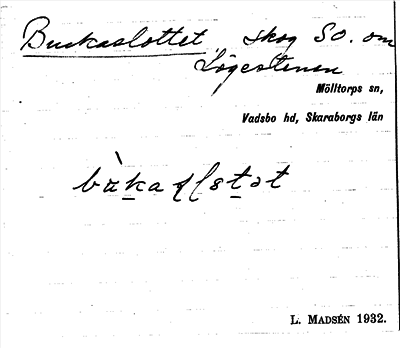 Buskaslottet, skog SO. om
Lögestenen
Mölltorps sn,
Vadsbo hd, Skaraborgs län
L. MADSÉN 1932.